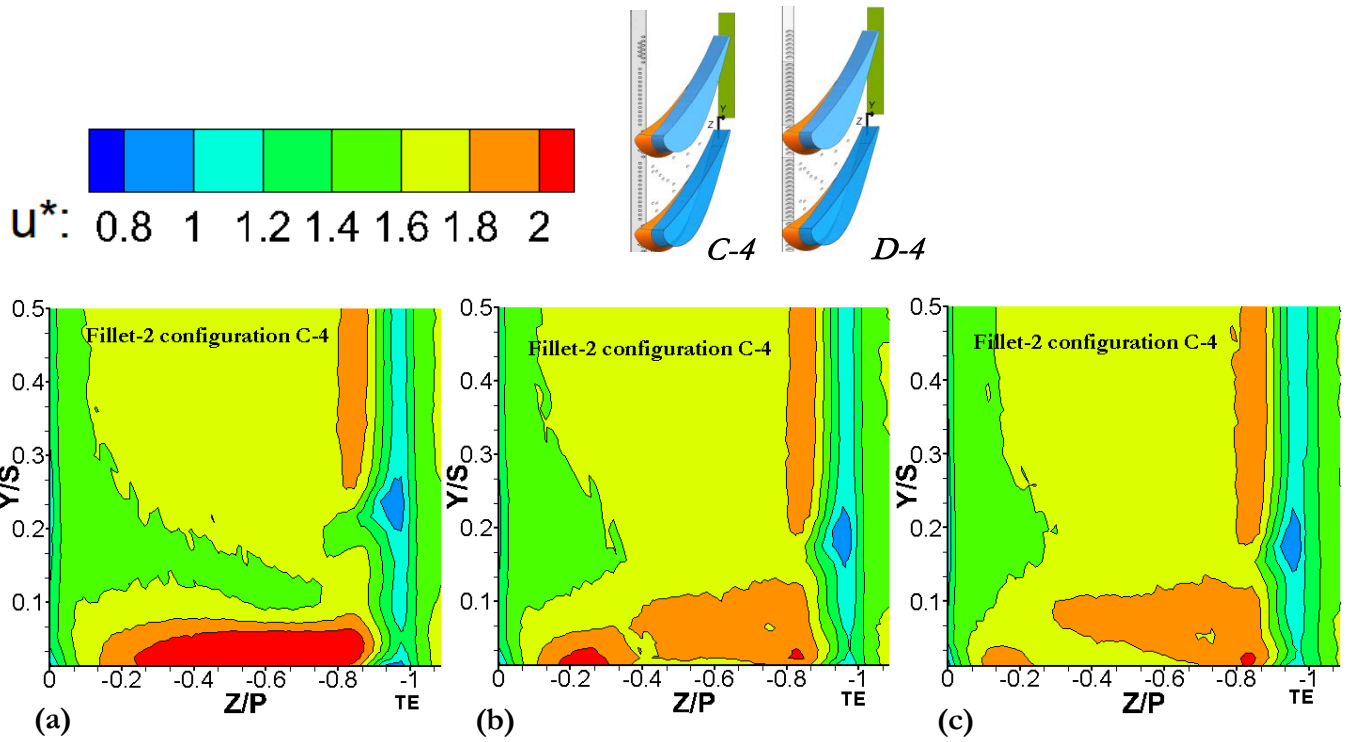 u*: 0.8 1 1.2 1.4 1.6 1.8 2
Y
Z
C-4
Y
Z
D-4
Fillet-2 configuration C-4
0.5
0.4
0.3
0.2
0.1
Y/S
0 -0.2 -0.4 -0.6 -0.8 -1
Z/P
TE
(a)
Fillet-2 configuration C-4
0.5
0.4
0.3
0.2
0.1
Y/S
0 -0.2 -0.4 -0.6 -0.8 -1
Z/P
TE
(b)
Fillet-2 configuration C-4
0.5
0.4
0.3
0.2
0.1
Y/S
0 -0.2 -0.4 -0.6 -0.8 -1
Z/P
TE
(c)